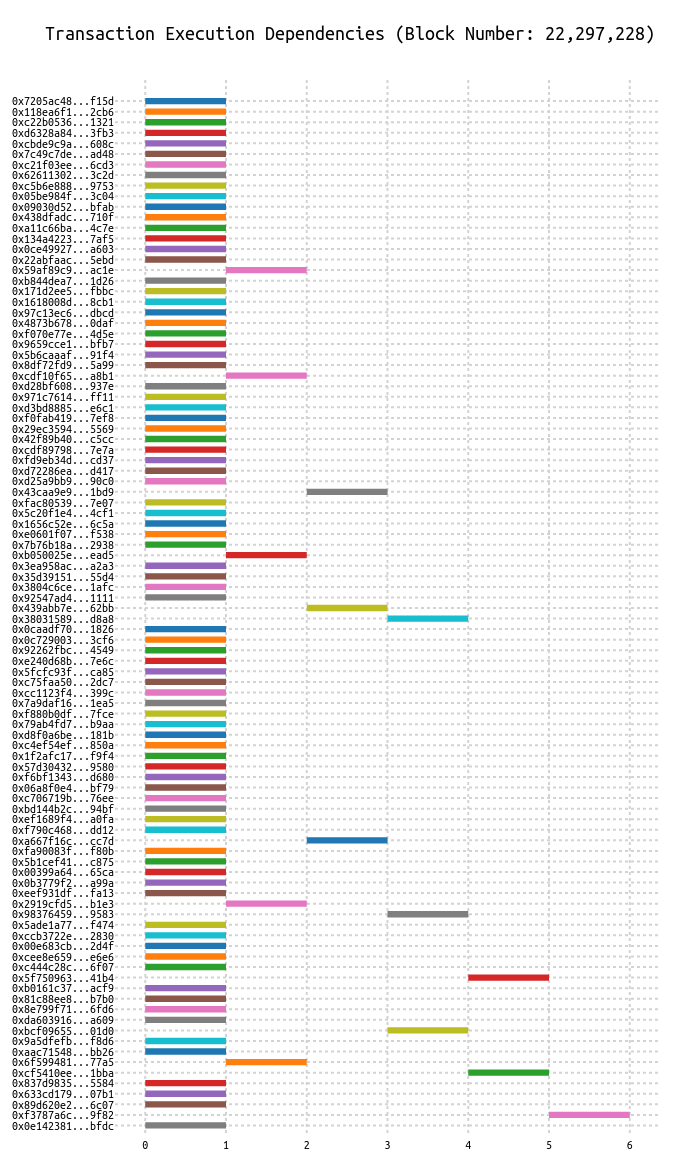 Transaction Execution Dependencies (Block Number: 22,297,228)
0x7205ac48...f15d
0x118ea6f1...2cb6
0xc22b0536...1321
0xd6328a84...3fb3
0xcbde9c9a...608c
0x7c49c7de...ad48
0xc21f03ee...6cd3
0x62611302...3c2d
0xc5b6e888...9753
0x05be984f...3c04
0x09030d52...bfab
0x438dfadc...710f
0xa11c66ba...4c7e
0x134a4223...7af5
0x0ce49927...a603
0x22abfaac...5ebd
0x59af89c9...ac1e
0xb844dea7...1d26
0x171d2ee5...fbbc
0x1618008d...8cb1
0x97c13ec6...dbcd
0x4873b678...0daf
0xf070e77e...4d5e
0x9659cce1...bfb7
0x5b6caaaf...91f4
0x8df72fd9...5a99
0xcdf10f65...a8b1
0xd28bf608...937e
0x971c7614...ff11
0xd3bd8885...e6c1
0xf0fab419...7ef8
0x29ec3594...5569
0x42f89b40...c5cc
0xcdf89798...7e7a
0xfd9eb34d...cd37
0xd72286ea...d417
0xd25a9bb9...90c0
0x43caa9e9...1bd9
0xfac80539...7e07
0x5c20f1e4...4cf1
0x1656c52e...6c5a
0xe0601f07...f538
0x7b76b18a...2938
0xb050025e...ead5
0x3ea958ac...a2a3
0x35d39151...55d4
0x3804c6ce...1afc
0x92547ad4...1111
0x439abb7e...62bb
0x38031589...d8a8
0x0caadf70...1826
0x0c729003...3cf6
0x92262fbc...4549
0xe240d68b...7e6c
0x5fcfc93f...ca85
0xc75faa50...2dc7
0xcc1123f4...399c
0x7a9daf16...1ea5
0xf880b0df...7fce
0x79ab4fd7...b9aa
0xd8f0a6be...181b
0xc4ef54ef...850a
0x1f2afc17...f9f4
0x57d30432...9580
0xf6bf1343...d680
0x06a8f0e4...bf79
0xc706719b...76ee
0xbd144b2c...94bf
0xef1689f4...a0fa
0xf790c468...dd12
0xa667f16c...cc7d
0xfa90083f...f80b
0x5b1cef41...c875
0x00399a64...65ca
0x0b3779f2...a99a
0xeef931df...fa13
0x2919cfd5...b1e3
0x98376459...9583
0x5ade1a77...f474
0xccb3722e...2830
0x00e683cb...2d4f
0xcee8e659...e6e6
0xc444c28c...6f07
0x5f750963...41b4
0xb0161c37...acf9
0x81c88ee8...b7b0
0x8e799f71...6fd6
0xda603916...a609
0xbcf09655...01d0
0x9a5dfefb...f8d6
0xaac71548...bb26
0x6f599481...77a5
0xcf5410ee...1bba
0x837d9835...5584
0x633cd179...07b1
0x89d620e2...6c07
0xf3787a6c...9f82
0x0e142381...bfdc
0 1 2 3 4 5 6